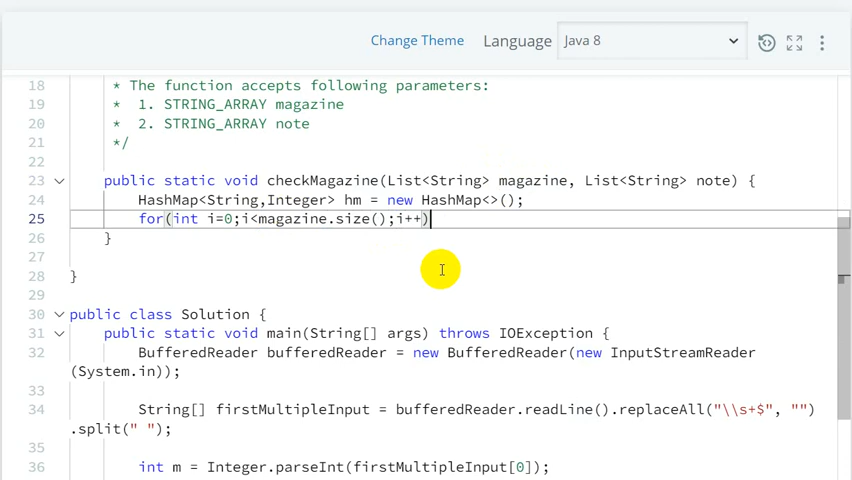 Change Theme Language Java 8
18 * The function accepts following parameters:
19 * 1. STRING_ARRAY magazine
20 * 2. STRING_ARRAY note
21 */
22
23 public static void checkMagazine(List<String> magazine, List<String> note) {
24 HashMap<String,Integer> hm = new HashMap<>();
25 for(int i=0;i<magazine.size();i++)
26 }
27
28 }
29
30 public class Solution {
31 public static void main(String[] args) throws IOException {
32 BufferedReader bufferedReader = new BufferedReader(new InputStreamReader
(System.in));
33
34 String[] firstMultipleInput = bufferedReader.readLine().replaceAll("\\s+$", "")
.split(" ");
35
36 int m = Integer.parseInt(firstMultipleInput[0]);